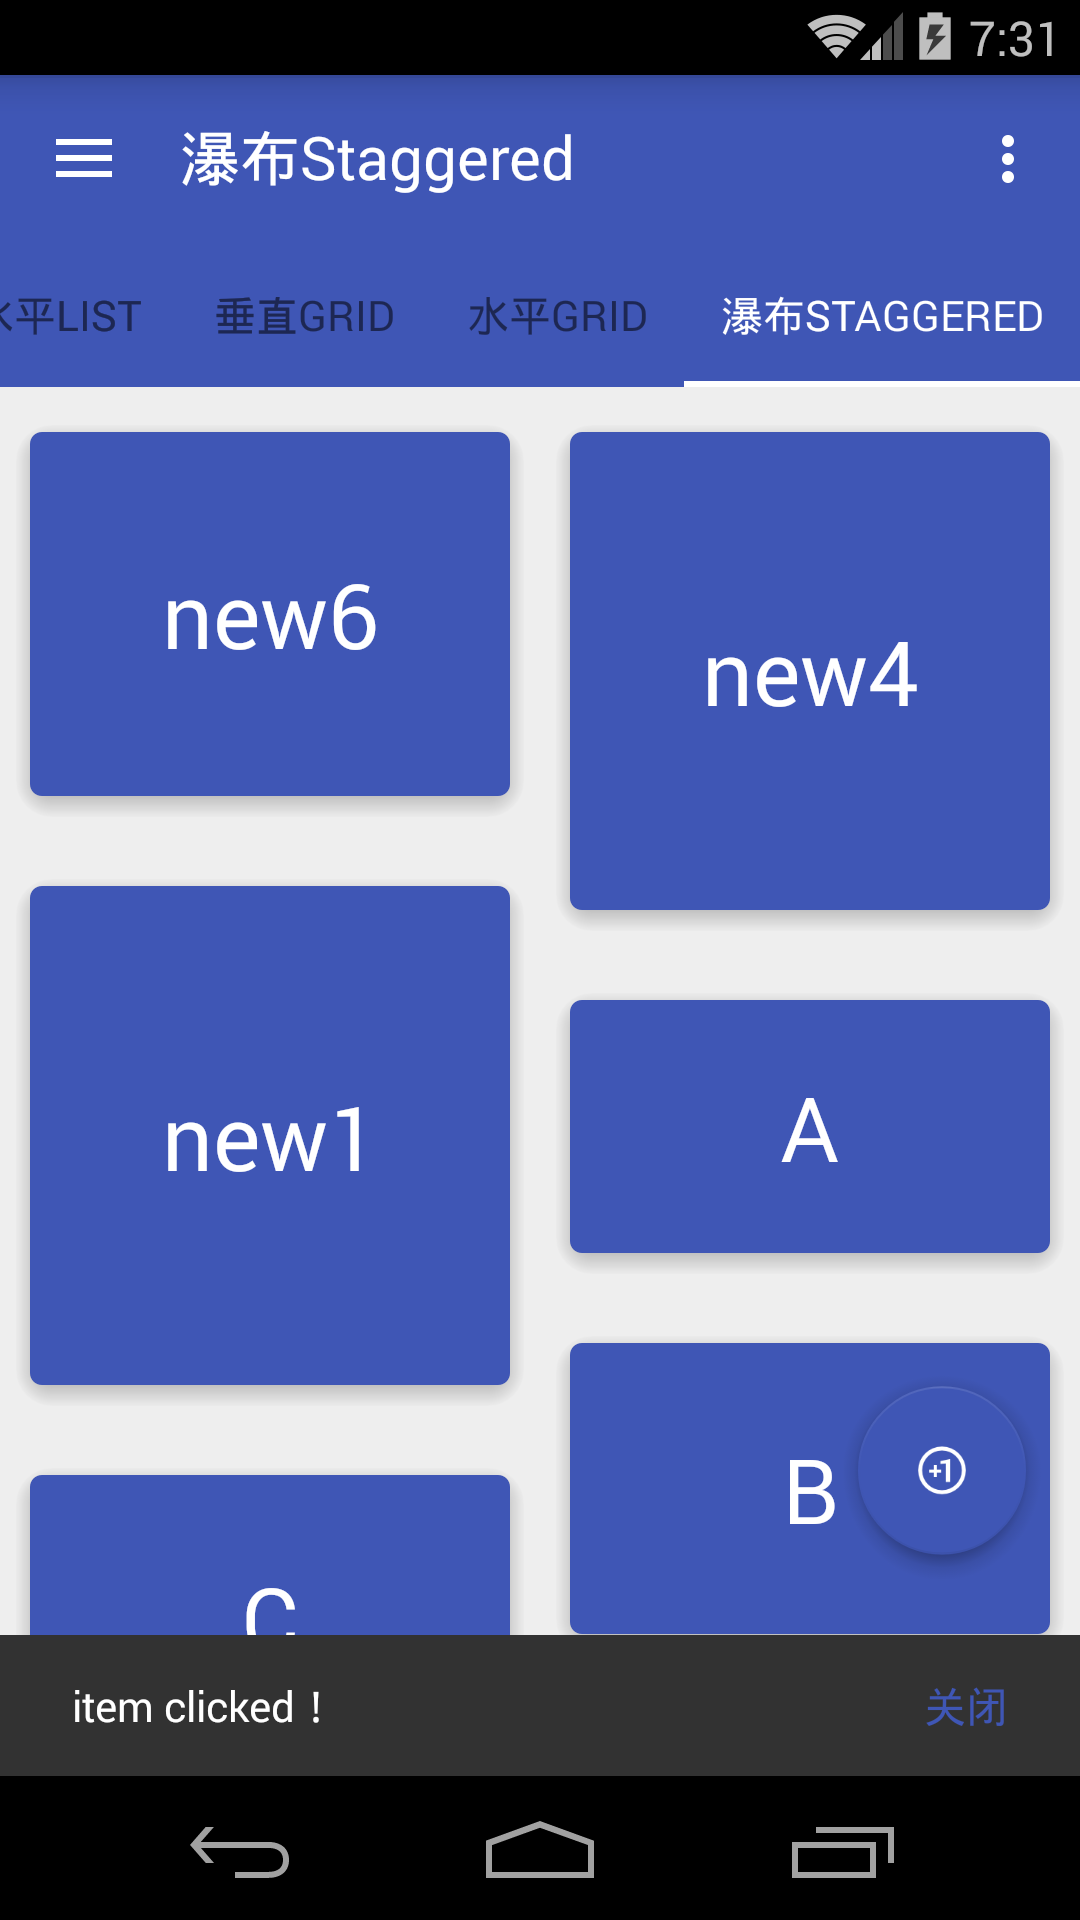 7:31
瀑布Staggered
水平LIST 垂直GRID 水平GRID 瀑布STAGGERED
new6
new4
new1
A
B
+1
C
item clicked！
关闭